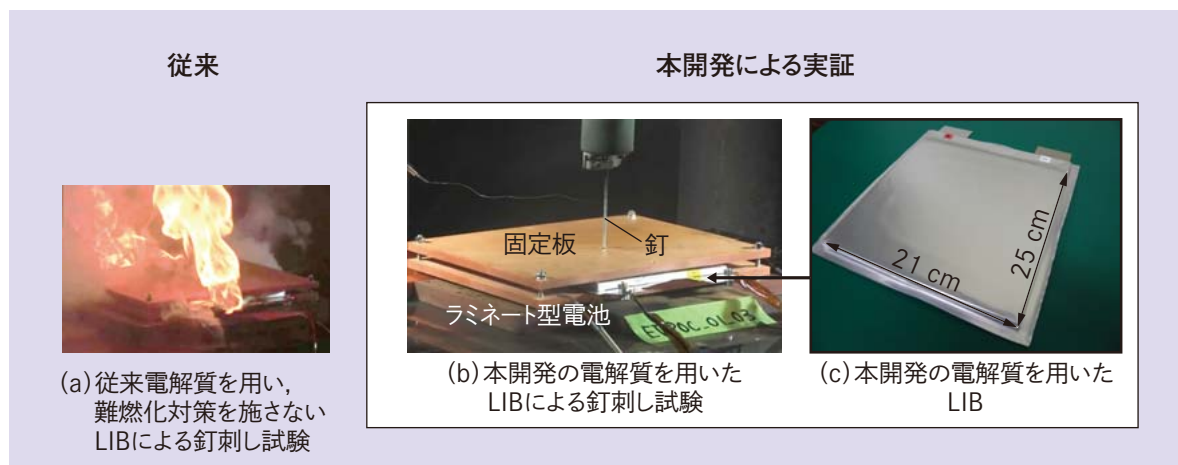 従来
本開発による実証
固定板
釘
ラミネート型電池
21 cm
25 cm
(a)従来電解質を用い,
難燃化対策を施さない
LIBによる釘刺し試験
(b)本開発の電解質を用いた
LIBによる釘刺し試験
(c)本開発の電解質を用いた
LIB